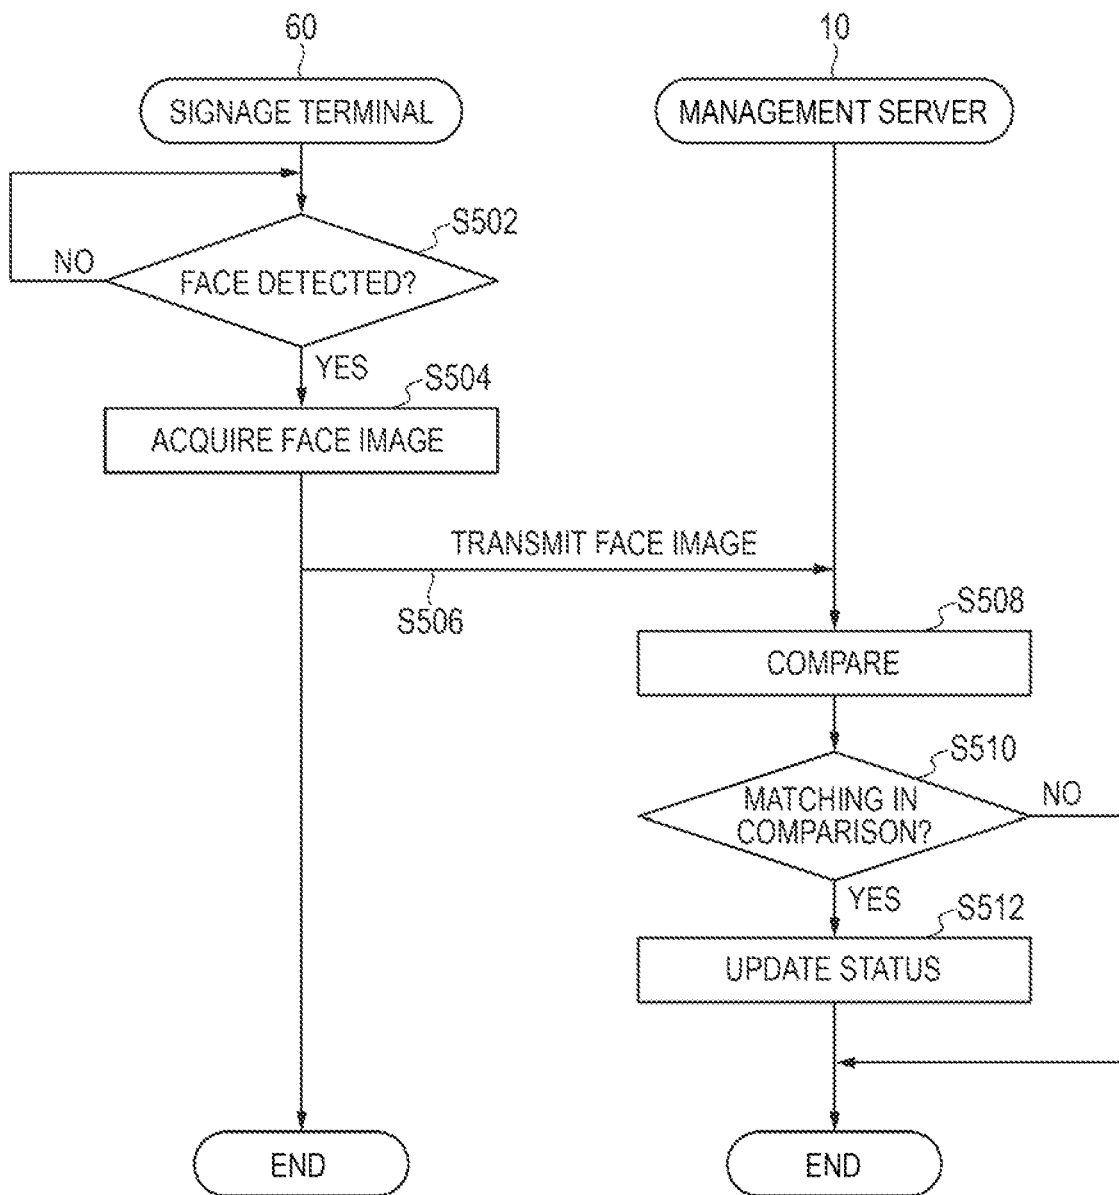 60
10
SIGNAGE TERMINAL
MANAGEMENT SERVER
S502
NO
FACE DETECTED?
YES
S504
ACQUIRE FACE IMAGE
TRANSMIT FACE IMAGE
S506
S508
COMPARE
S510
MATCHING IN
COMPARISON?
NO
YES
S512
UPDATE STATUS
END
END